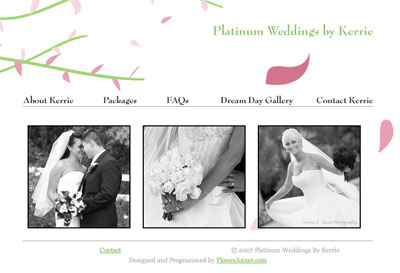 Platinum Weddings by Kerrie
About Kerrie Packages FAQs Dream Day Gallery Contact Kerrie
Contact © 2007 Platinum Weddings By Kerrie
Designed and Programmed by FlowerJoiner.com